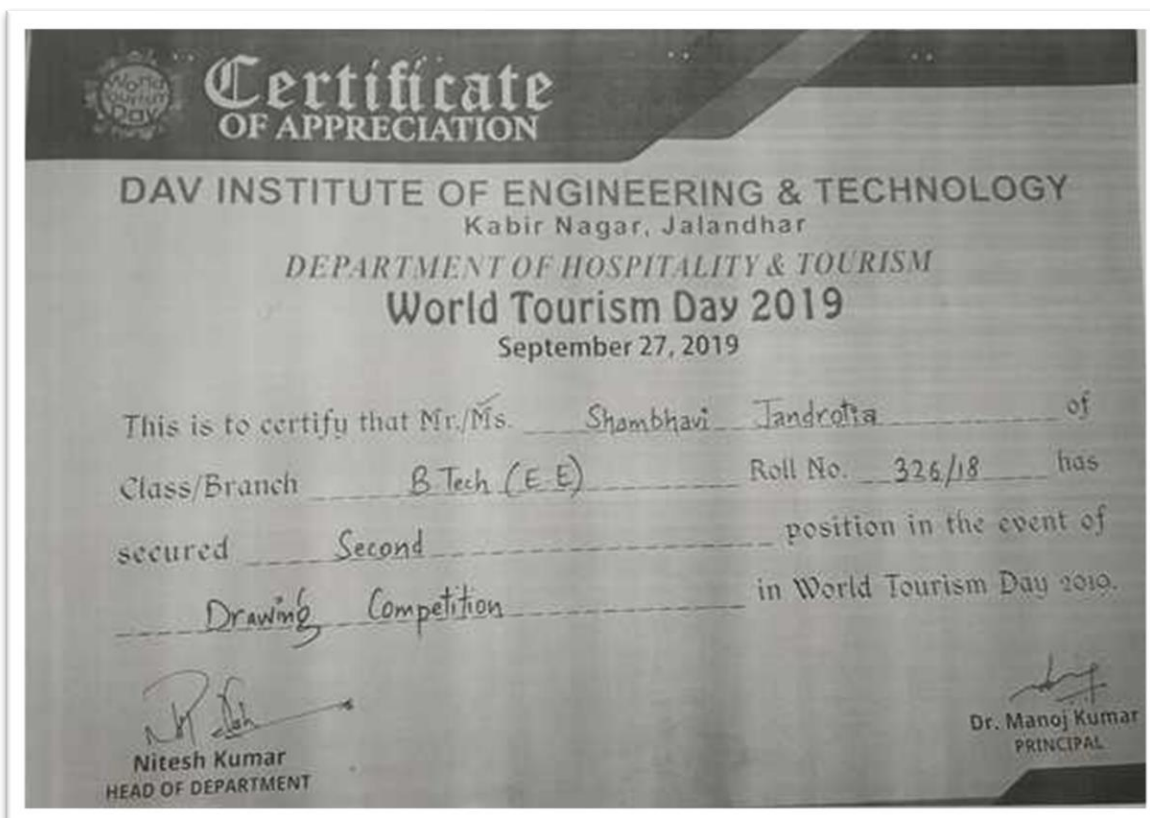 World Tourism Day
Certificate
OF APPRECIATION
DAV INSTITUTE OF ENGINEERING & TECHNOLOGY
Kabir Nagar, Jalandhar
DEPARTMENT OF HOSPITALITY & TOURISM
World Tourism Day 2019
September 27, 2019
This is to certify that Mr./Ms. Shambhavi Jandrotia of
Class/Branch B.Tech (E E) Roll No. 326/18 has
secured Second position in the event of
Drawing Competition in World Tourism Day 2019.
Nitesh Kumar
HEAD OF DEPARTMENT
Dr. Manoj Kumar
PRINCIPAL